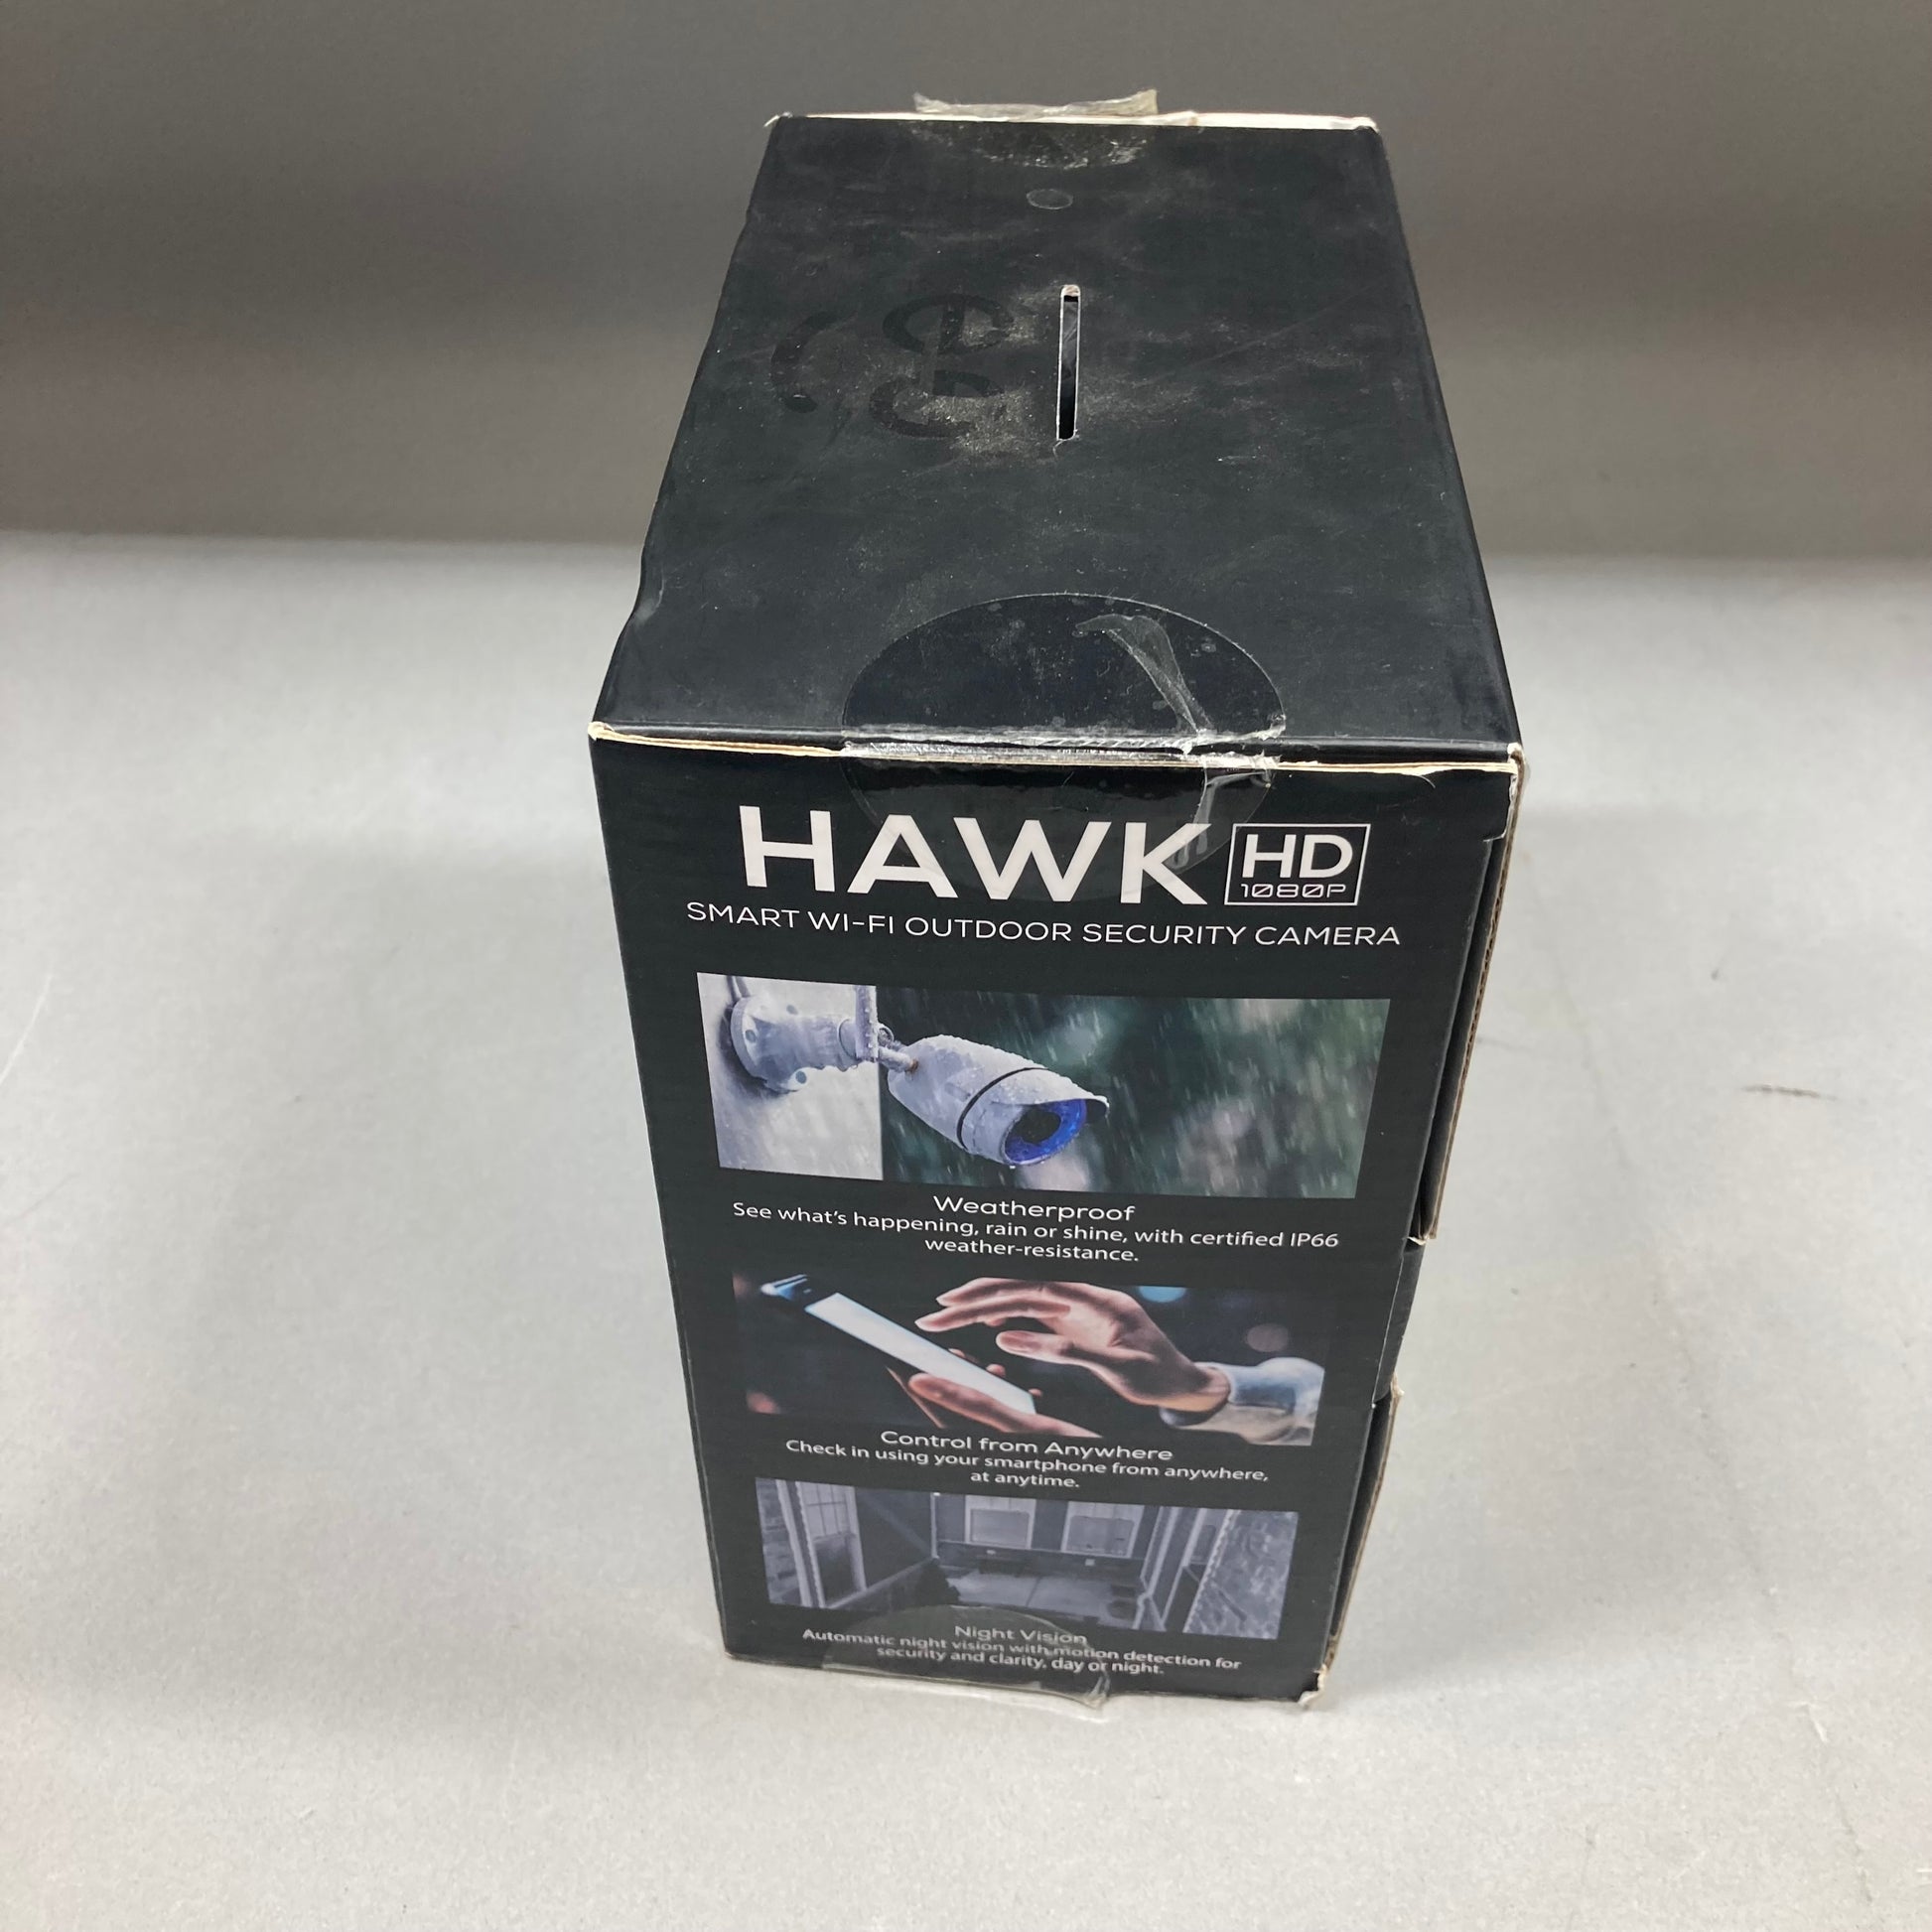 HAWK HD
1080P
SMART WI-FI OUTDOOR SECURITY CAMERA
Weatherproof
See what's happening, rain or shine, with certified IP66
weather-resistance.
Control from Anywhere
Check in using your smartphone from anywhere,
at anytime.
Night Vision
Automatic night vision with motion detection for
security and clarity, day or night.